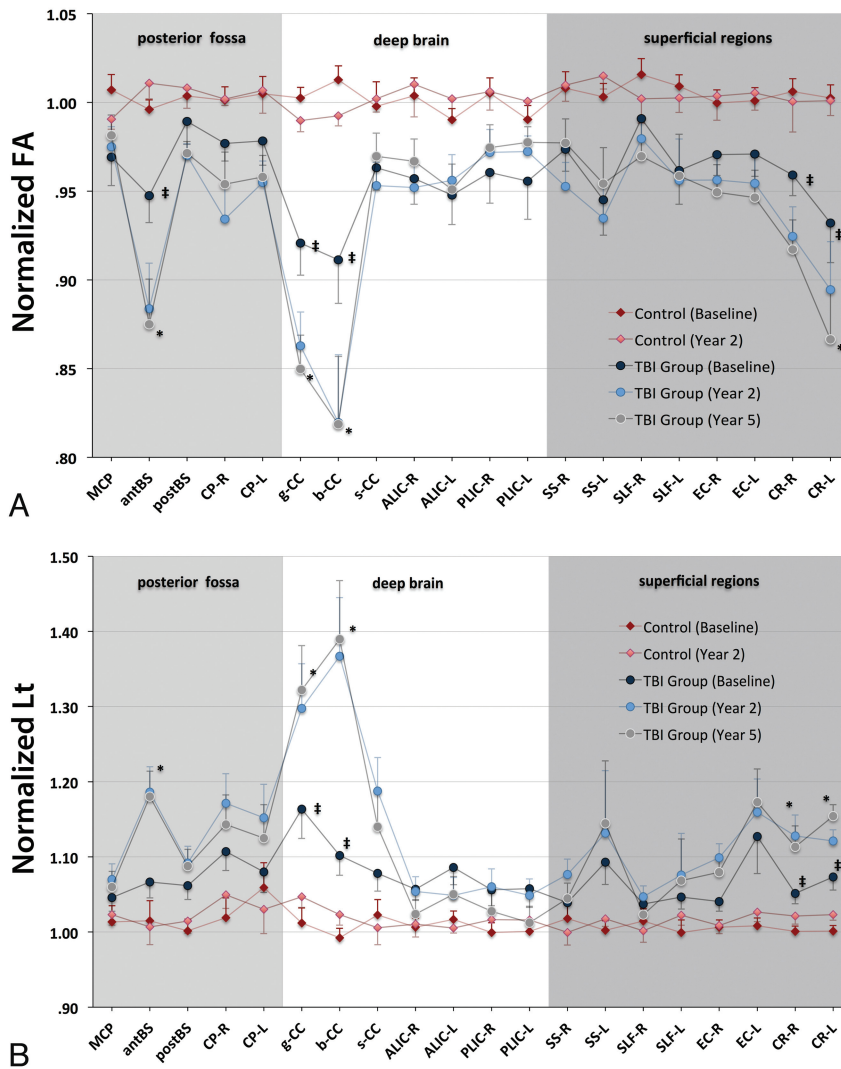 1.05
posterior fossa
deep brain
superficial regions
1.00
.95
.90
.85
.80
Normalized FA
Control (Baseline)
Control (Year 2)
TBI Group (Baseline)
TBI Group (Year 2)
TBI Group (Year 5)
‡
*
‡
‡
*
*
‡
‡
*
MCP
antBS
postBS
CP-R
CP-L
g-CC
b-CC
s-CC
ALIC-R
ALIC-L
PLIC-R
PLIC-L
SS-R
SS-L
SLF-R
SLF-L
EC-R
EC-L
CR-R
CR-L
A
1.50
posterior fossa
deep brain
superficial regions
1.40
1.30
1.20
1.10
1.00
.90
Normalized Lt
Control (Baseline)
Control (Year 2)
TBI Group (Baseline)
TBI Group (Year 2)
TBI Group (Year 5)
*
*
*
‡
‡
*
*
‡
‡
MCP
antBS
postBS
CP-R
CP-L
g-CC
b-CC
s-CC
ALIC-R
ALIC-L
PLIC-R
PLIC-L
SS-R
SS-L
SLF-R
SLF-L
EC-R
EC-L
CR-R
CR-L
B